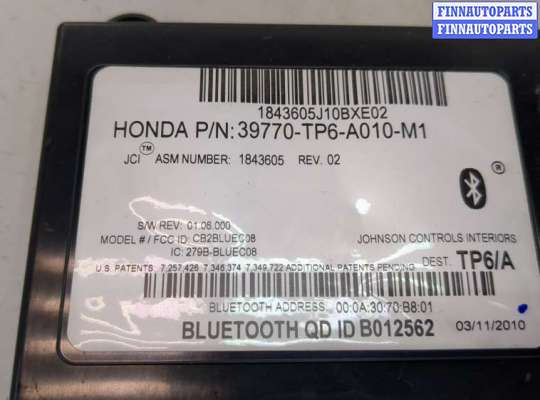 FINNAUTOPARTS
FINNAUTOPARTS
FINNAUTOPARTS
1843605J10BXE02
HONDA P/N: 39770-TP6-A010-M1
JCI™ ASM NUMBER: 1843605 REV. 02
®
S/W REV: 01.06.000
MODEL # / FCC ID: CB2BLUEC08
IC: 279B-BLUEC08
JOHNSON CONTROLS INTERIORS
U.S. PATENTS 7,257,426 7,346,374 7,349,722 ADDITIONAL PATENTS PENDING
DEST. TP6/A
BLUETOOTH ADDRESS: 00:0A:30:70:B8:01
BLUETOOTH QD ID B012562
03/11/2010